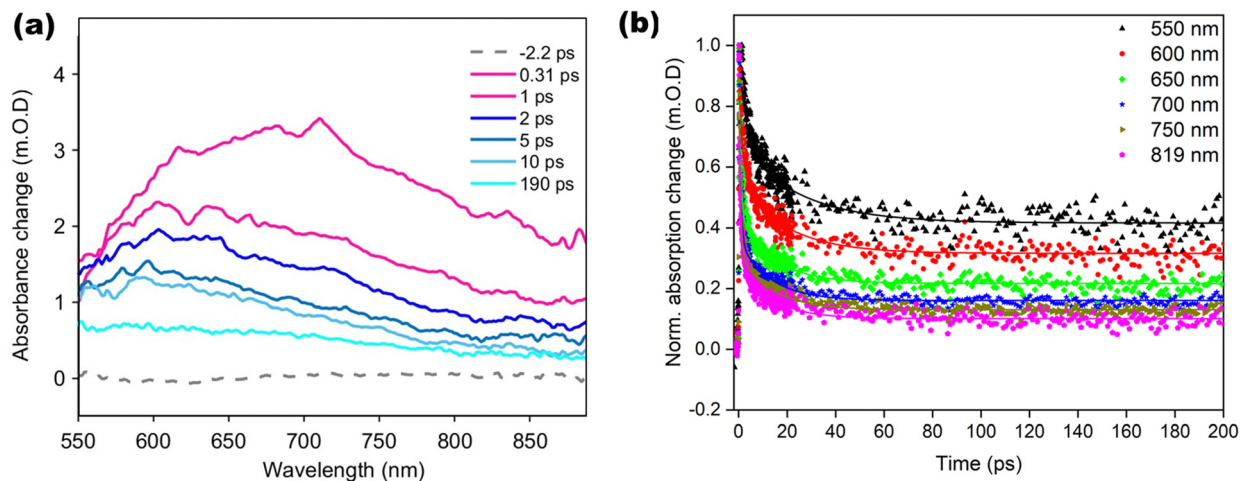 (a)
-2.2 ps
0.31 ps
1 ps
2 ps
5 ps
10 ps
190 ps
4
3
2
1
0
Absorbance change (m.O.D)
550 600 650 700 750 800 850
Wavelength (nm)
(b)
550 nm
600 nm
650 nm
700 nm
750 nm
819 nm
1.0
0.8
0.6
0.4
0.2
0.0
-0.2
Norm. absorption change (m.O.D)
0 20 40 60 80 100 120 140 160 180 200
Time (ps)